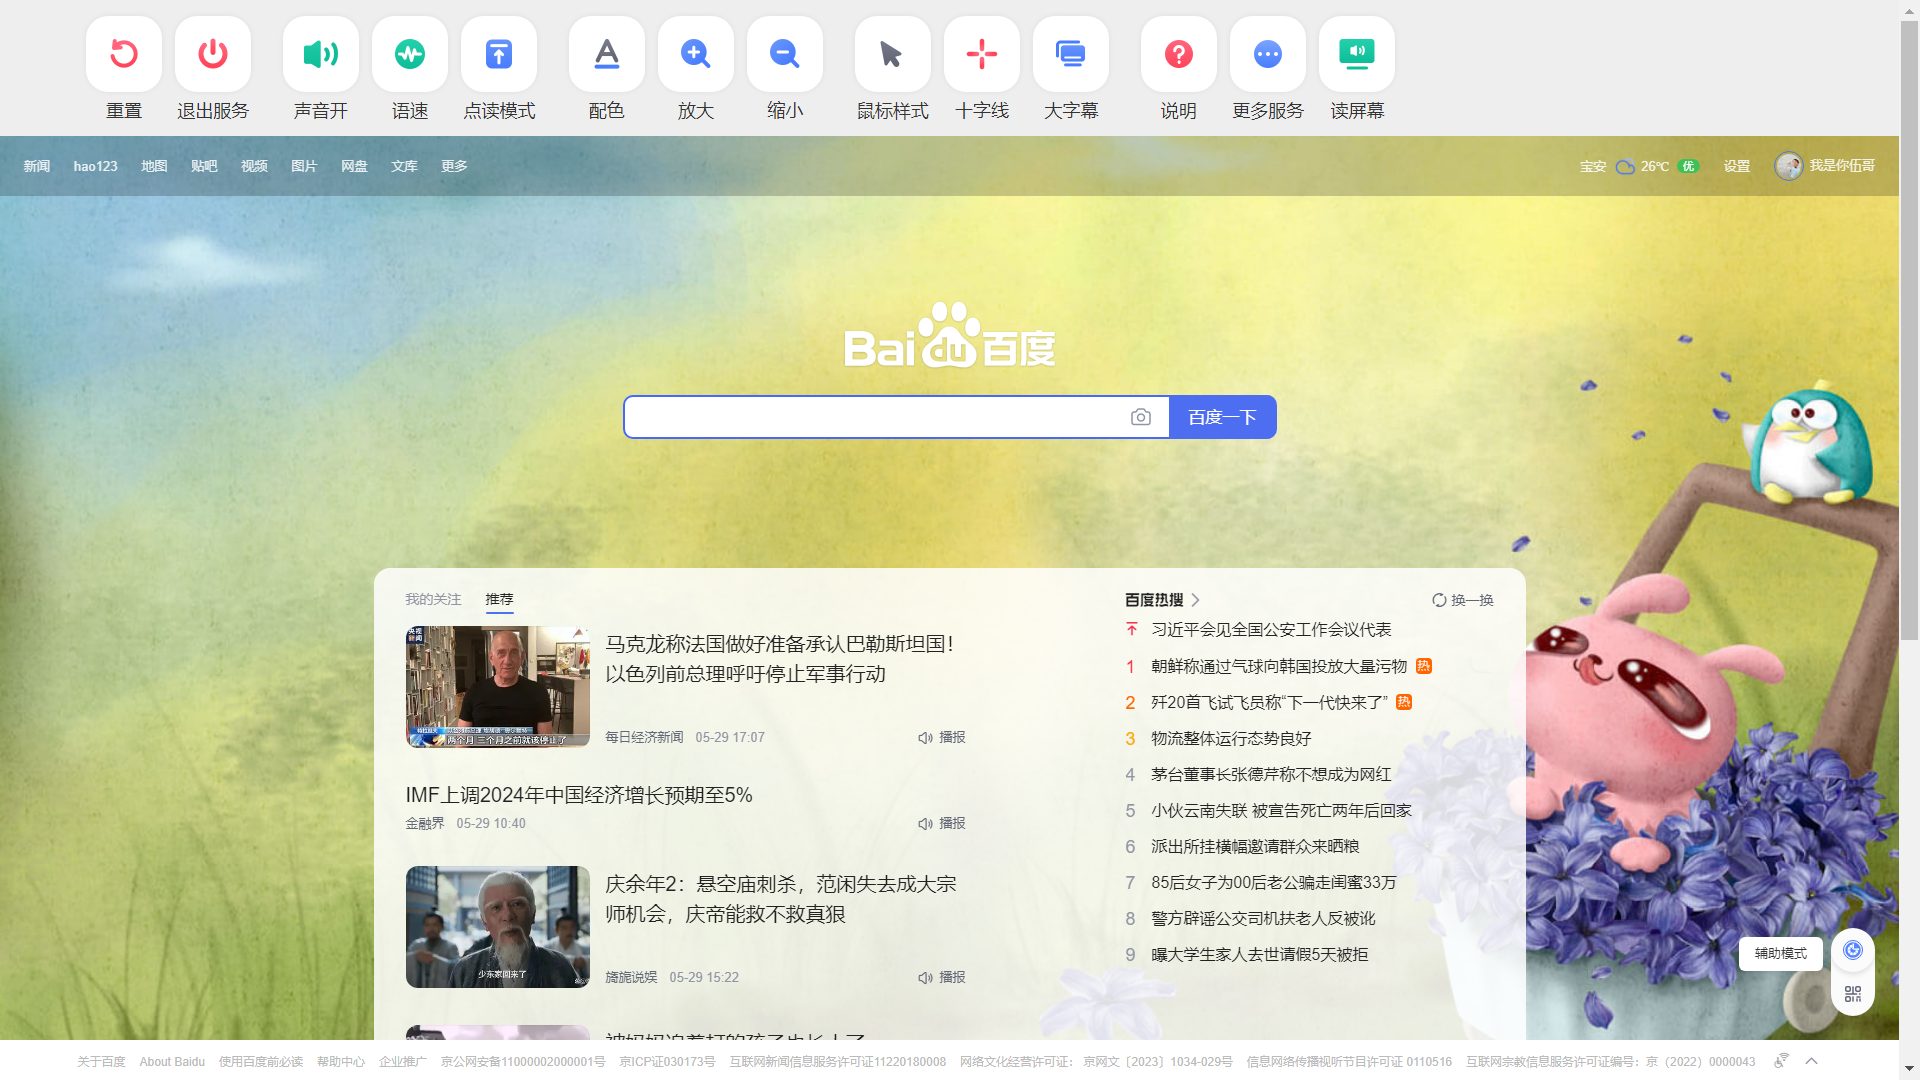 重置 退出服务 声音开 语速 点读模式 配色 放大 缩小 鼠标样式 十字线 大字幕 说明 更多服务 读屏幕
新闻 hao123 地图 贴吧 视频 图片 网盘 文库 更多 宝安 26℃ 优 设置 我是你伍哥
Bai du 百度
百度一下
我的关注 推荐
马克龙称法国做好准备承认巴勒斯坦国！
以色列前总理呼吁停止军事行动
央视新闻
两个月 三个月之前就该停止了
每日经济新闻 05-29 17:07 播报
IMF上调2024年中国经济增长预期至5%
金融界 05-29 10:40 播报
庆余年2：悬空庙刺杀，范闲失去成大宗
师机会，庆帝能救不救真狠
少东家回来了
旖旎说娱 05-29 15:22 播报
百度热搜 换一换
习近平会见全国公安工作会议代表
1 朝鲜称通过气球向韩国投放大量污物 热
2 歼20首飞试飞员称“下一代快来了” 热
3 物流整体运行态势良好
4 茅台董事长张德芹称不想成为网红
5 小伙云南失联 被宣告死亡两年后回家
6 派出所挂横幅邀请群众来晒粮
7 85后女子为00后老公骗走闺蜜33万
8 警方辟谣公交司机扶老人反被讹
9 曝大学生家人去世请假5天被拒
辅助模式
关于百度 About Baidu 使用百度前必读 帮助中心 企业推广 京公网安备11000002000001号 京ICP证030173号 互联网新闻信息服务许可证11220180008 网络文化经营许可证： 京网文〔2023〕1034-029号 信息网络传播视听节目许可证 0110516 互联网宗教信息服务许可证编号：京（2022）0000043